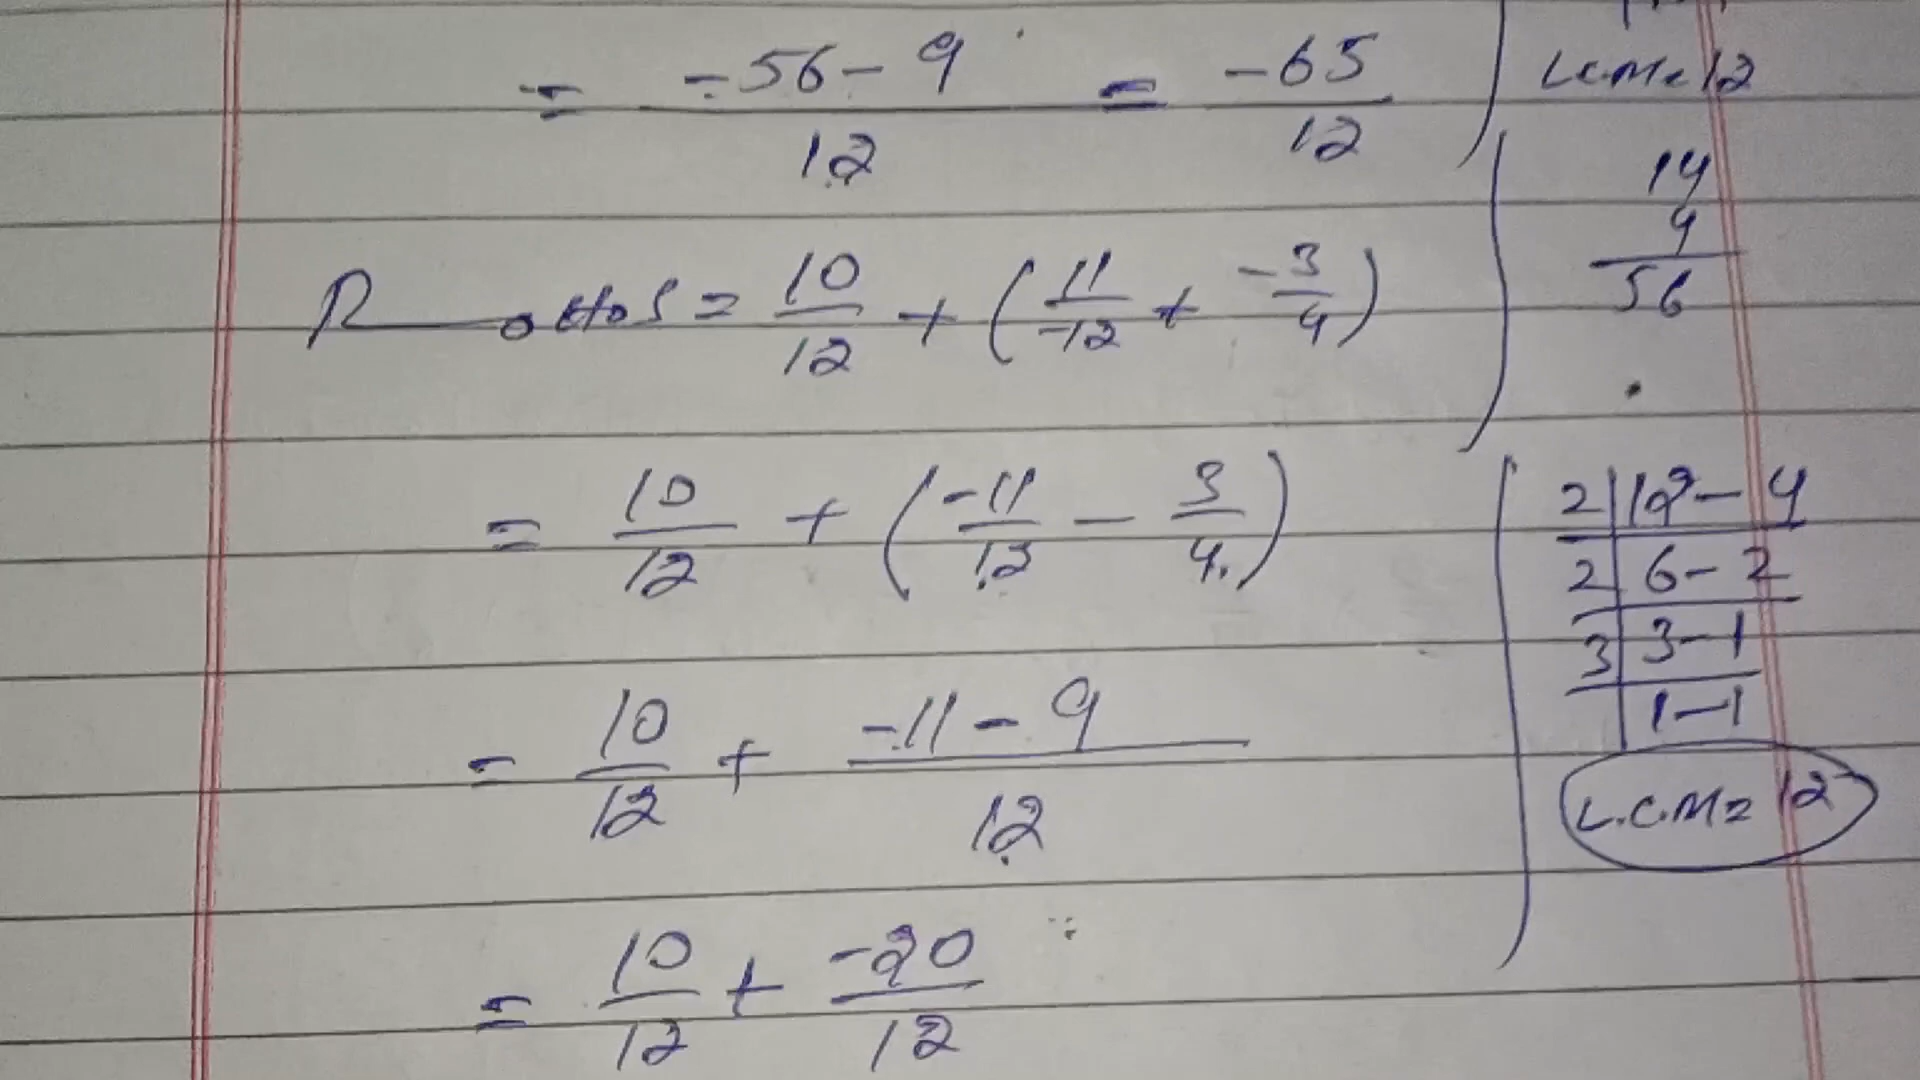 = -56-9/12 = -65/12
L.C.M=12
14
4
56
= 10/12 + (11/-12 + -3/4)
= 10/12 + (-11/12 - 3/4)
= 10/12 + -11-9/12
= 10/12 + -20/12
2|12-4
2|6-2
3|3-1
|1-1
L.C.M=12